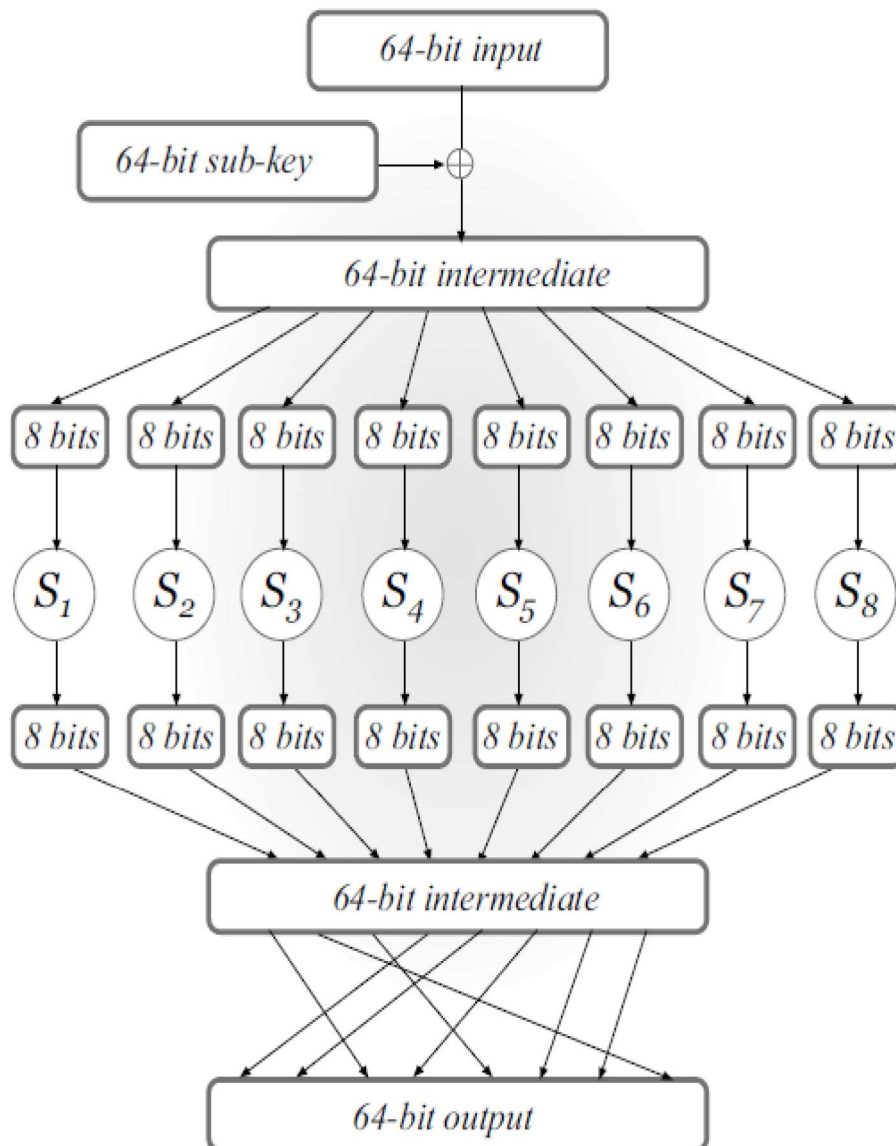 64-bit input
64-bit sub-key
64-bit intermediate
8 bits 8 bits 8 bits 8 bits 8 bits 8 bits 8 bits 8 bits
S1 S2 S3 S4 S5 S6 S7 S8
8 bits 8 bits 8 bits 8 bits 8 bits 8 bits 8 bits 8 bits
64-bit intermediate
64-bit output